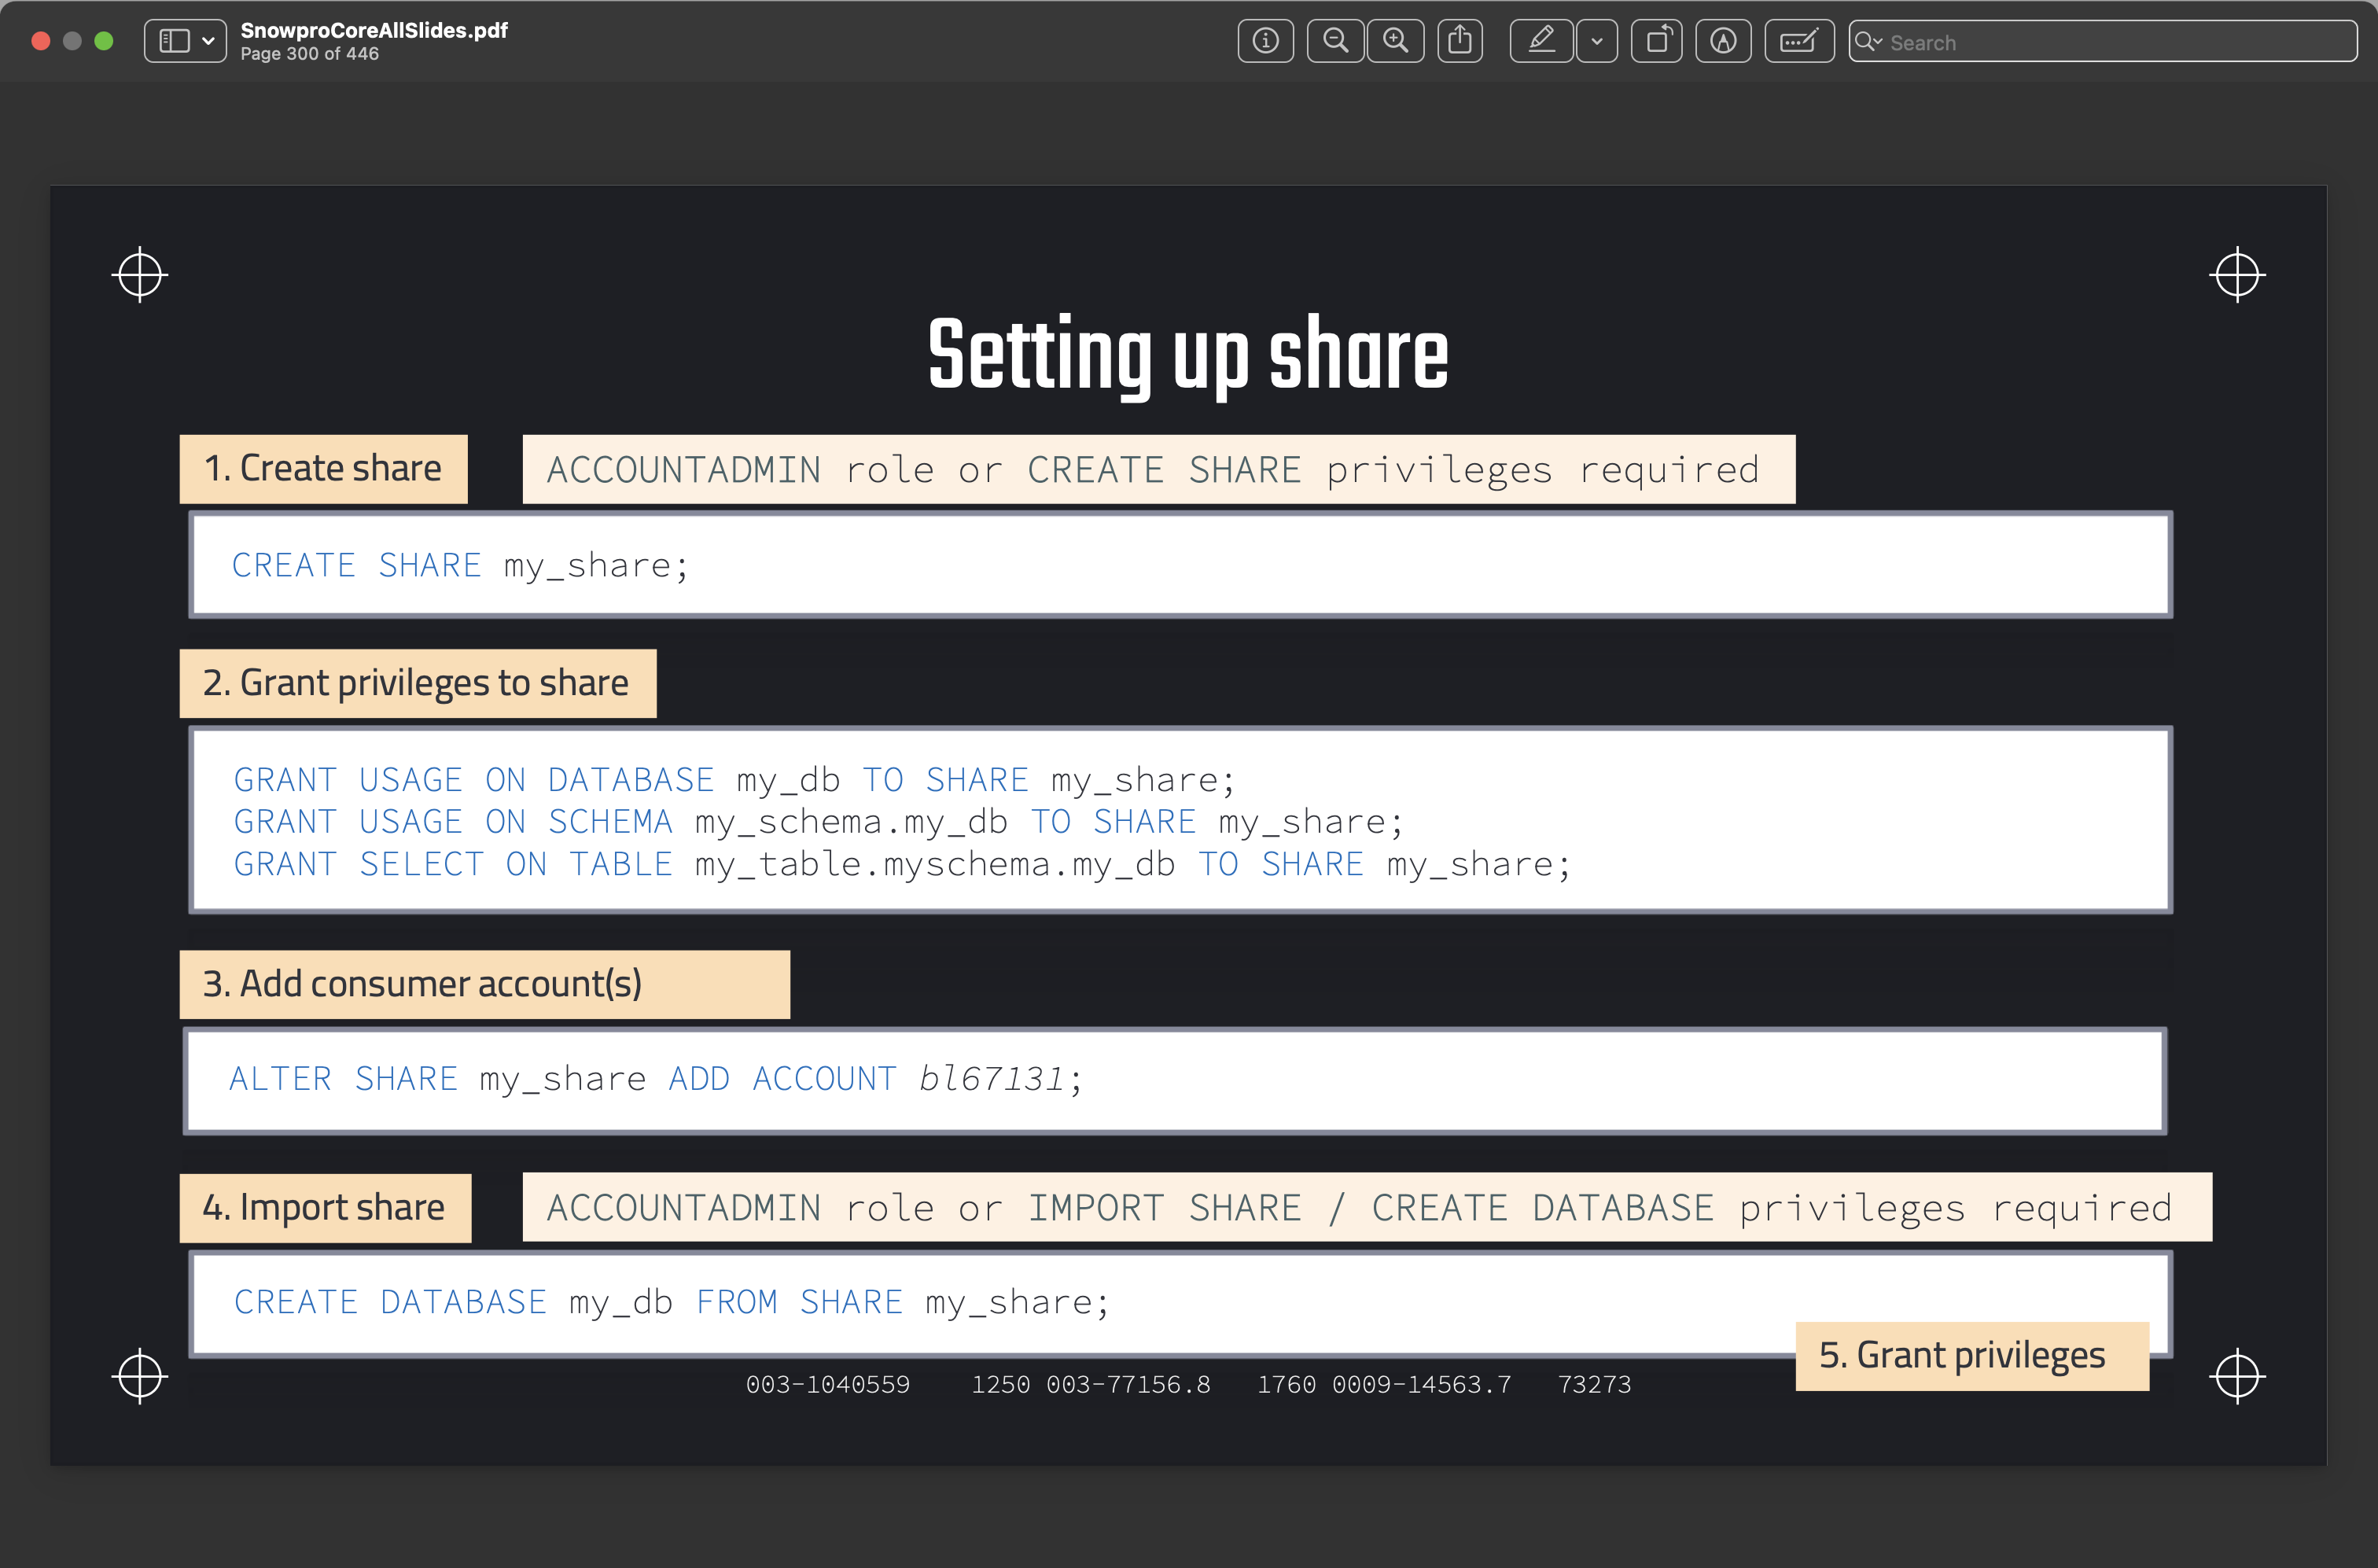 SnowproCoreAllSlides.pdf
Page 300 of 446
Search
Setting up share
1. Create share
ACCOUNTADMIN role or CREATE SHARE privileges required
CREATE SHARE my_share;
2. Grant privileges to share
GRANT USAGE ON DATABASE my_db TO SHARE my_share;
GRANT USAGE ON SCHEMA my_schema.my_db TO SHARE my_share;
GRANT SELECT ON TABLE my_table.myschema.my_db TO SHARE my_share;
3. Add consumer account(s)
ALTER SHARE my_share ADD ACCOUNT bl67131;
4. Import share
ACCOUNTADMIN role or IMPORT SHARE / CREATE DATABASE privileges required
CREATE DATABASE my_db FROM SHARE my_share;
5. Grant privileges
003-1040559 1250 003-77156.8 1760 0009-14563.7 73273